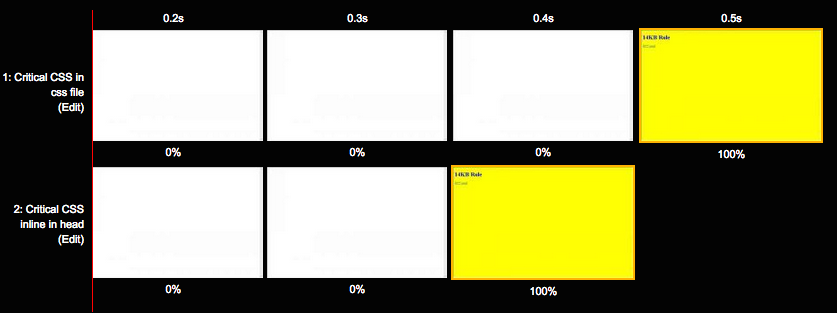 0.2s 0.3s 0.4s 0.5s
1: Critical CSS in
css file
(Edit)
14KB Rule
0% 0% 0% 100%
2: Critical CSS
inline in head
(Edit)
14KB Rule
0% 0% 100%